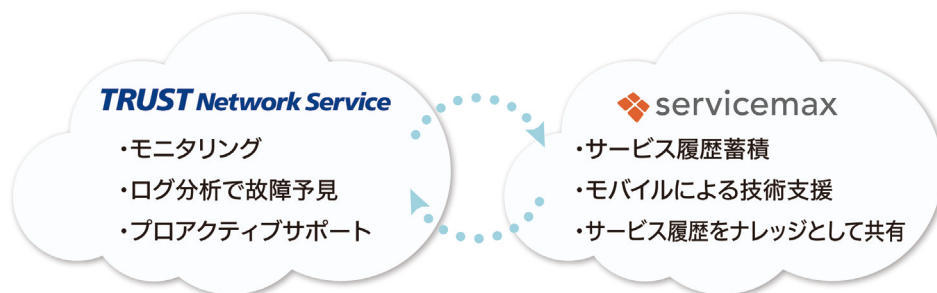 TRUST Network Service
・モニタリング
・ログ分析で故障予見
・プロアクティブサポート
servicemax
・サービス履歴蓄積
・モバイルによる技術支援
・サービス履歴をナレッジとして共有